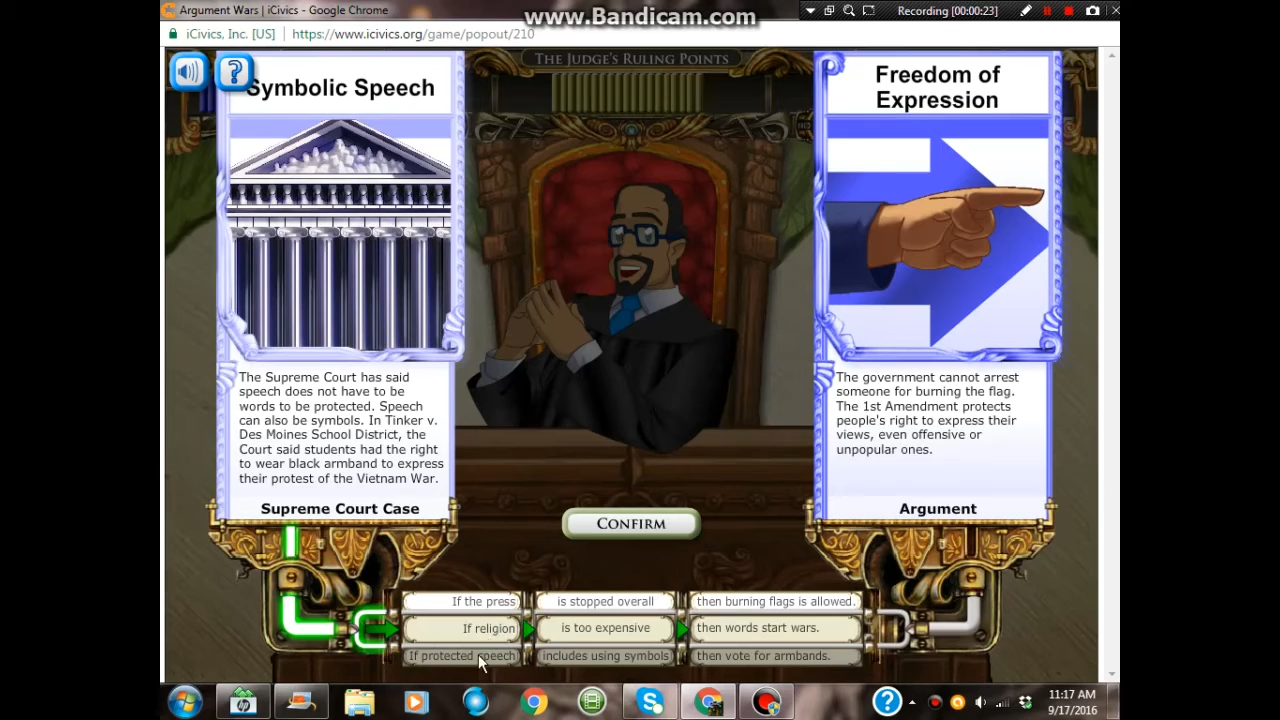 Argument Wars | iCivics - Google Chrome
www.Bandicam.com
Recording [00:00:23]
iCivics, Inc. [US]
https://www.icivics.org/game/popout/210
THE JUDGE'S RULING POINTS
Symbolic Speech
Freedom of
Expression
The Supreme Court has said
speech does not have to be
words to be protected. Speech
can also be symbols. In Tinker v.
Des Moines School District, the
Court said students had the right
to wear black armband to express
their protest of the Vietnam War.
Supreme Court Case
The government cannot arrest
someone for burning the flag.
The 1st Amendment protects
people's right to express their
views, even offensive or
unpopular ones.
Argument
CONFIRM
If the press
is stopped overall
then burning flags is allowed.
If religion
is too expensive
then words start wars.
If protected speech
includes using symbols
then vote for armbands.
11:17 AM
9/17/2016